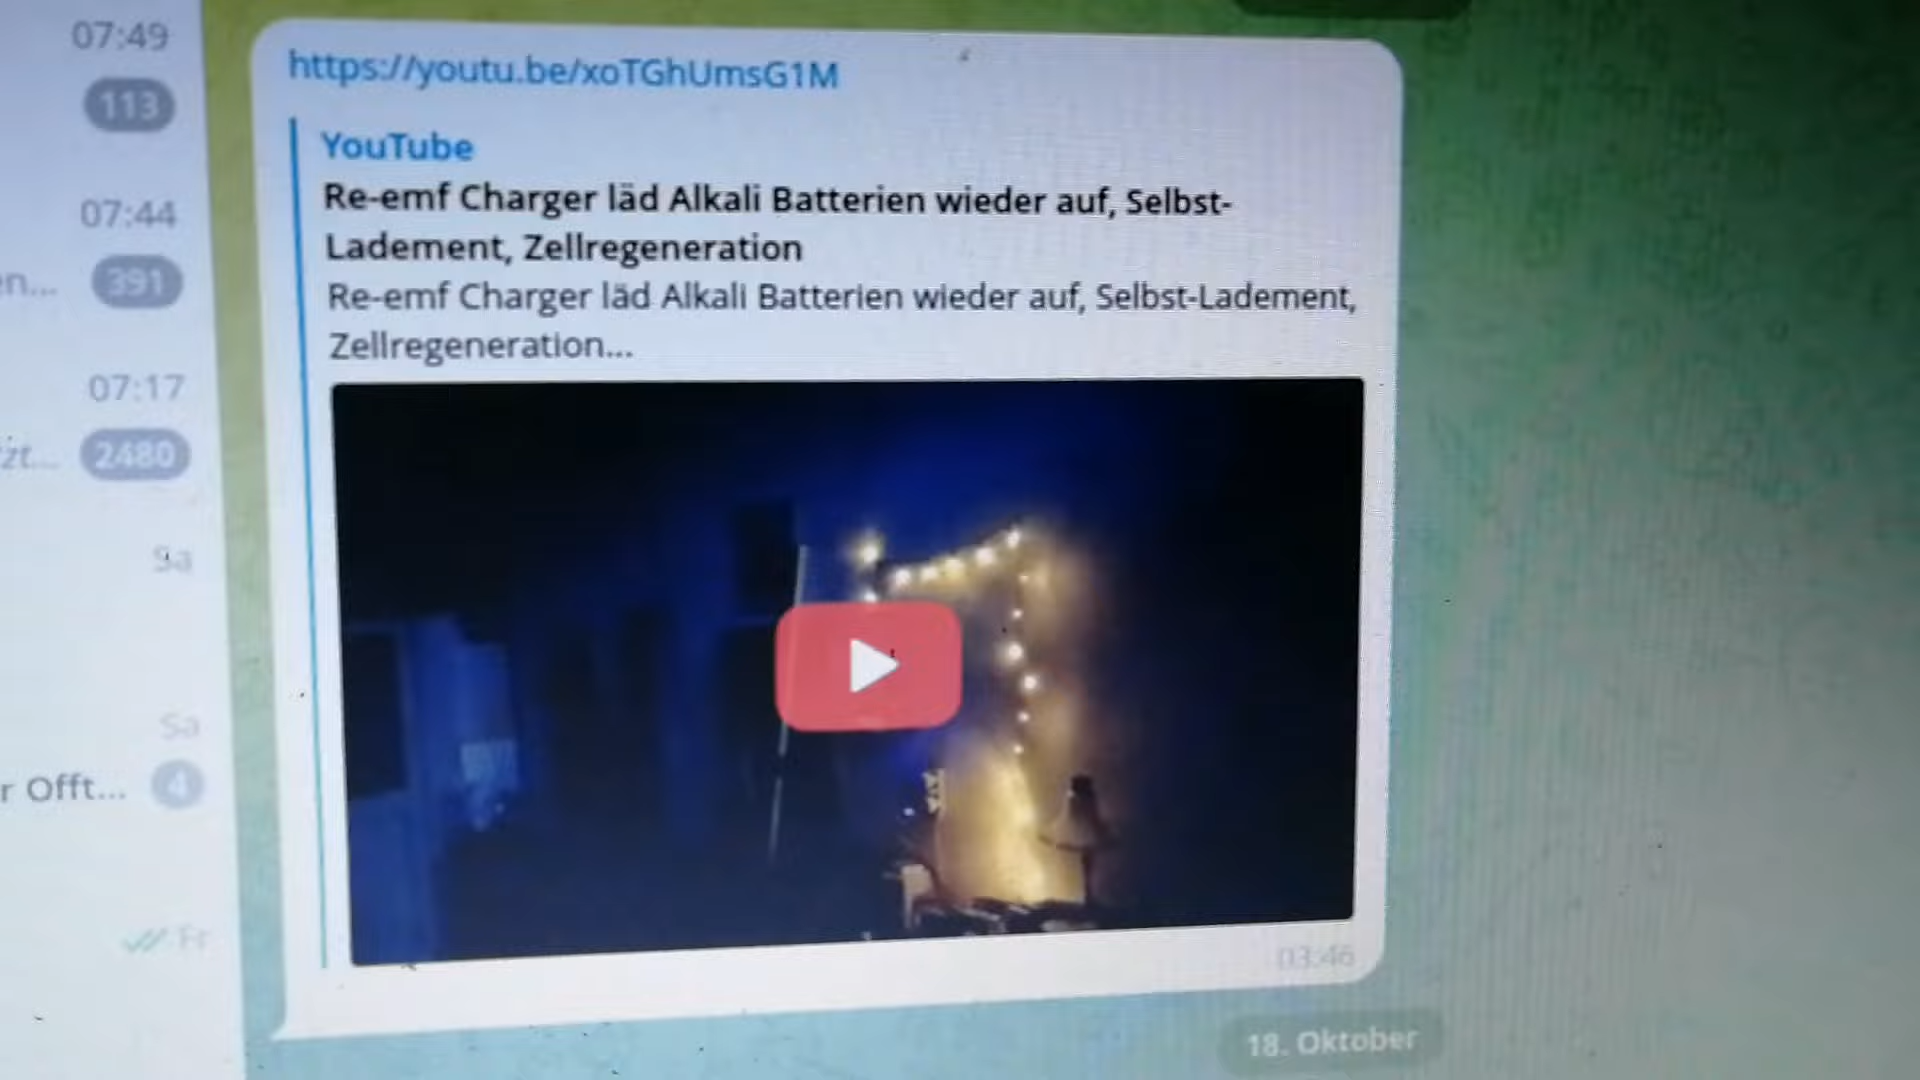 07:49
113
07:44
en...
391
07:17
zt...
2480
Sa
Sa
r Offt...
4
Fr
https://youtu.be/xoTGhUmsG1M
YouTube
Re-emf Charger läd Alkali Batterien wieder auf, Selbst-
Ladement, Zellregeneration
Re-emf Charger läd Alkali Batterien wieder auf, Selbst-Ladement,
Zellregeneration...
03:46
18. Oktober